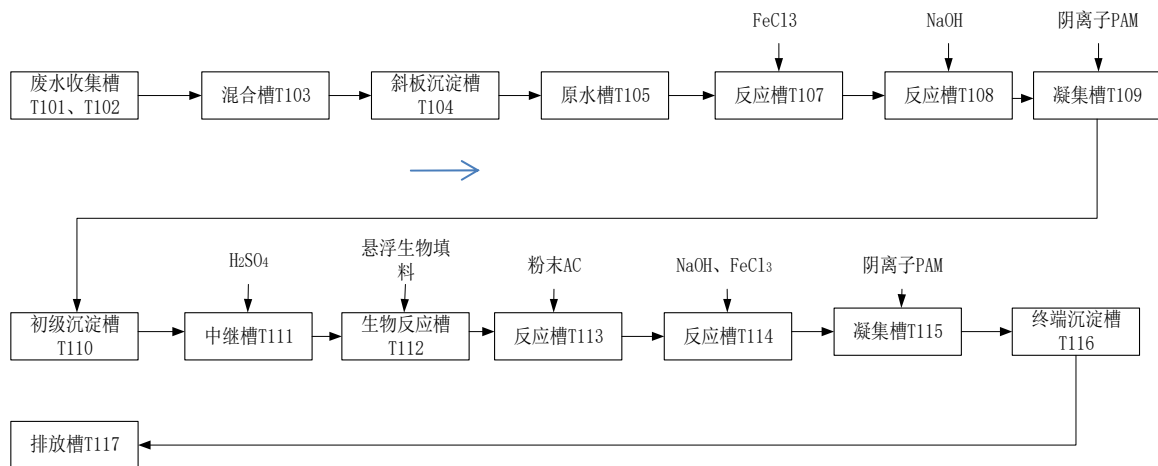 FeCl3
NaOH
阴离子PAM
废水收集槽
T101、T102
混合槽T103
斜板沉淀槽
T104
原水槽T105
反应槽T107
反应槽T108
凝集槽T109
H₂SO₄
悬浮生物填
料
粉末AC
NaOH、FeCl₃
阴离子PAM
初级沉淀槽
T110
中继槽T111
生物反应槽
T112
反应槽T113
反应槽T114
凝集槽T115
终端沉淀槽
T116
排放槽T117